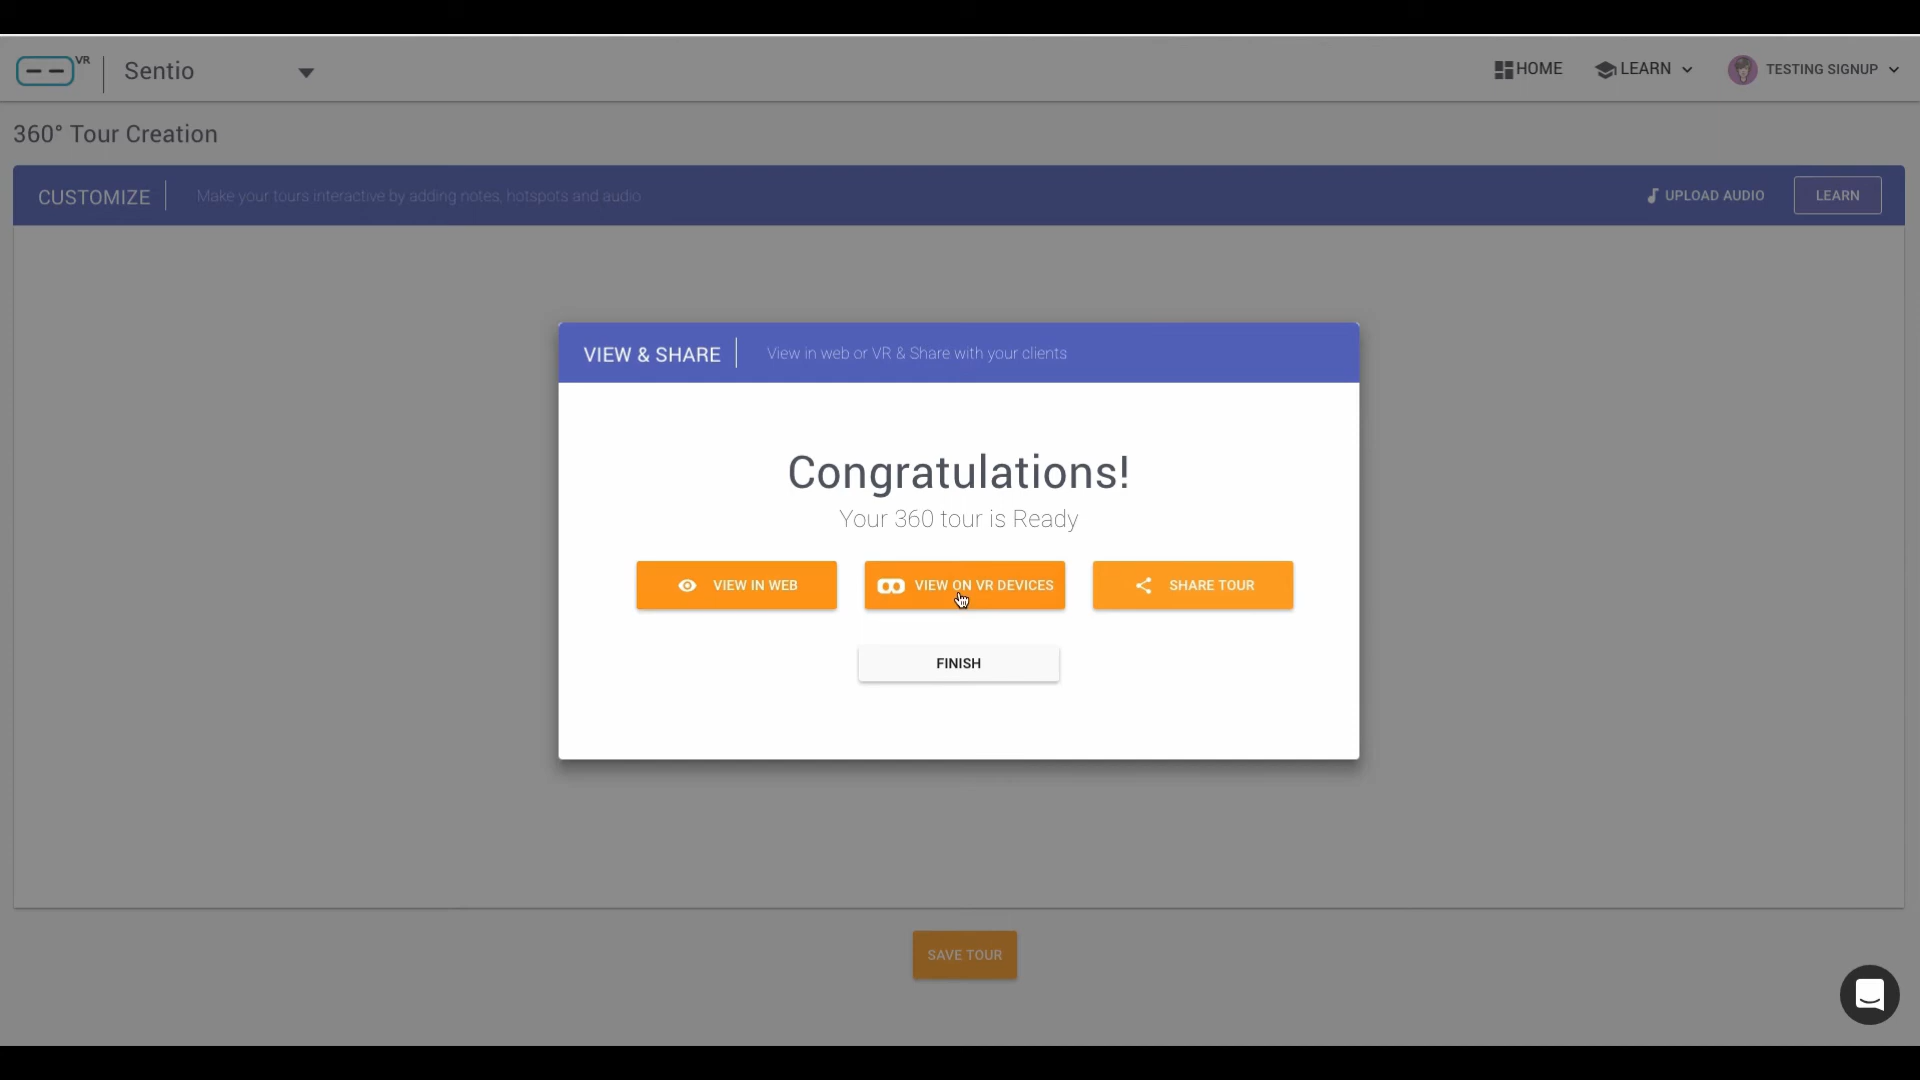 VR
Sentio
HOME
LEARN
TESTING SIGNUP
360° Tour Creation
CUSTOMIZE
Make your tours interactive by adding notes, hotspots and audio
UPLOAD AUDIO
LEARN
VIEW & SHARE
View in web or VR & Share with your clients
Congratulations!
Your 360 tour is Ready
VIEW IN WEB
VIEW ON VR DEVICES
SHARE TOUR
FINISH
SAVE TOUR